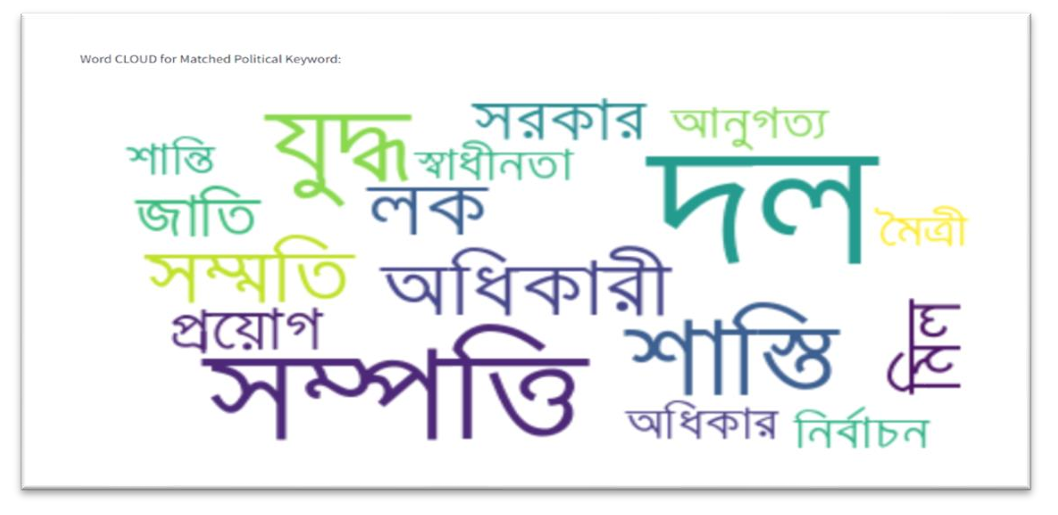 Word CLOUD for Matched Political Keyword:
সরকার আনুগত্য
যুদ্ধ
শান্তি স্বাধীনতা
দল
জাতি লক মৈত্রী
সম্মতি অধিকারী
প্রয়োগ শাস্তি
সম্পত্তি
অধিকার নির্বাচন